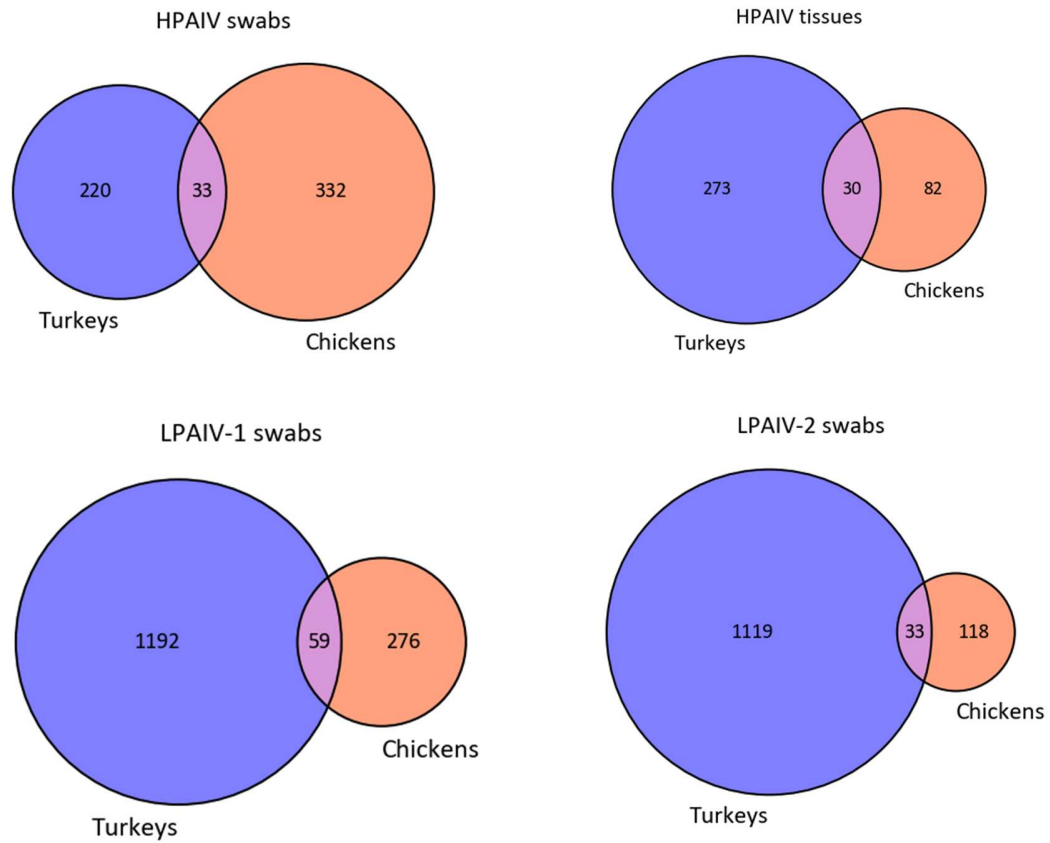 HPAIV swabs
220
33
332
Turkeys
Chickens
HPAIV tissues
273
30
82
Chickens
Turkeys
LPAIV-1 swabs
1192
59
276
Chickens
Turkeys
LPAIV-2 swabs
1119
33
118
Chickens
Turkeys